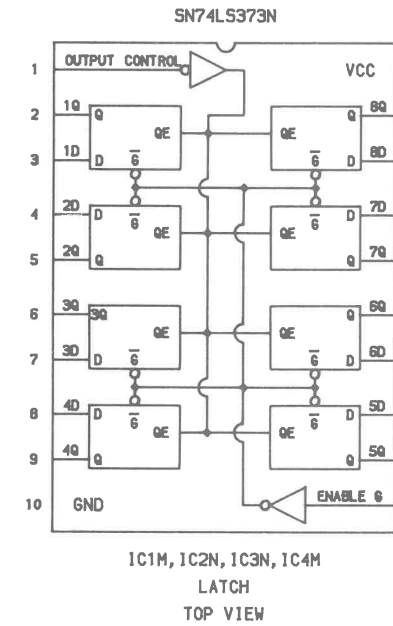 SN74LS373N
1 OUTPUT CONTROL VCC
2 1Q Q QE QE Q 8Q
3 1D D G G D 8D
4 2D D G G D 7D
5 2Q Q QE QE Q 7Q
6 3Q 3Q QE QE Q 6Q
7 3D D G G D 6D
8 4D D G G D 5D
9 4Q Q QE QE Q 5Q
10 GND ENABLE G
IC1M, IC2N, IC3N, IC4M
LATCH
TOP VIEW